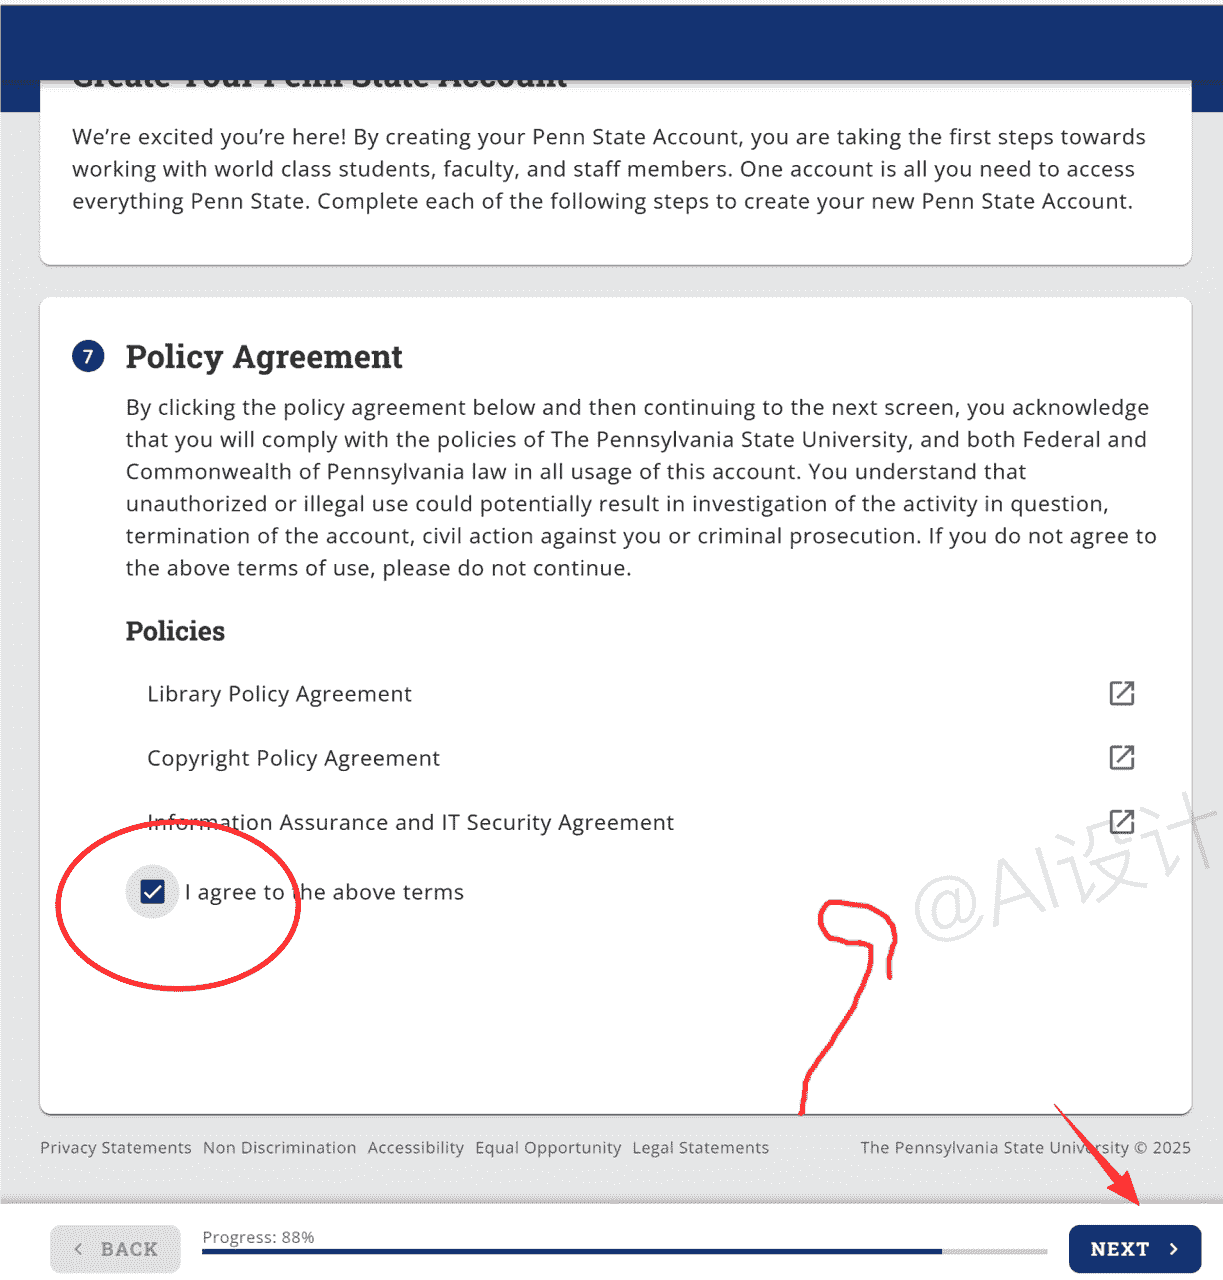 Create Your Penn State Account
We’re excited you’re here! By creating your Penn State Account, you are taking the first steps towards
working with world class students, faculty, and staff members. One account is all you need to access
everything Penn State. Complete each of the following steps to create your new Penn State Account.
7 Policy Agreement
By clicking the policy agreement below and then continuing to the next screen, you acknowledge
that you will comply with the policies of The Pennsylvania State University, and both Federal and
Commonwealth of Pennsylvania law in all usage of this account. You understand that
unauthorized or illegal use could potentially result in investigation of the activity in question,
termination of the account, civil action against you or criminal prosecution. If you do not agree to
the above terms of use, please do not continue.
Policies
Library Policy Agreement
Copyright Policy Agreement
Information Assurance and IT Security Agreement
I agree to the above terms
@AI设计
Privacy Statements Non Discrimination Accessibility Equal Opportunity Legal Statements The Pennsylvania State University © 2025
BACK Progress: 88% NEXT